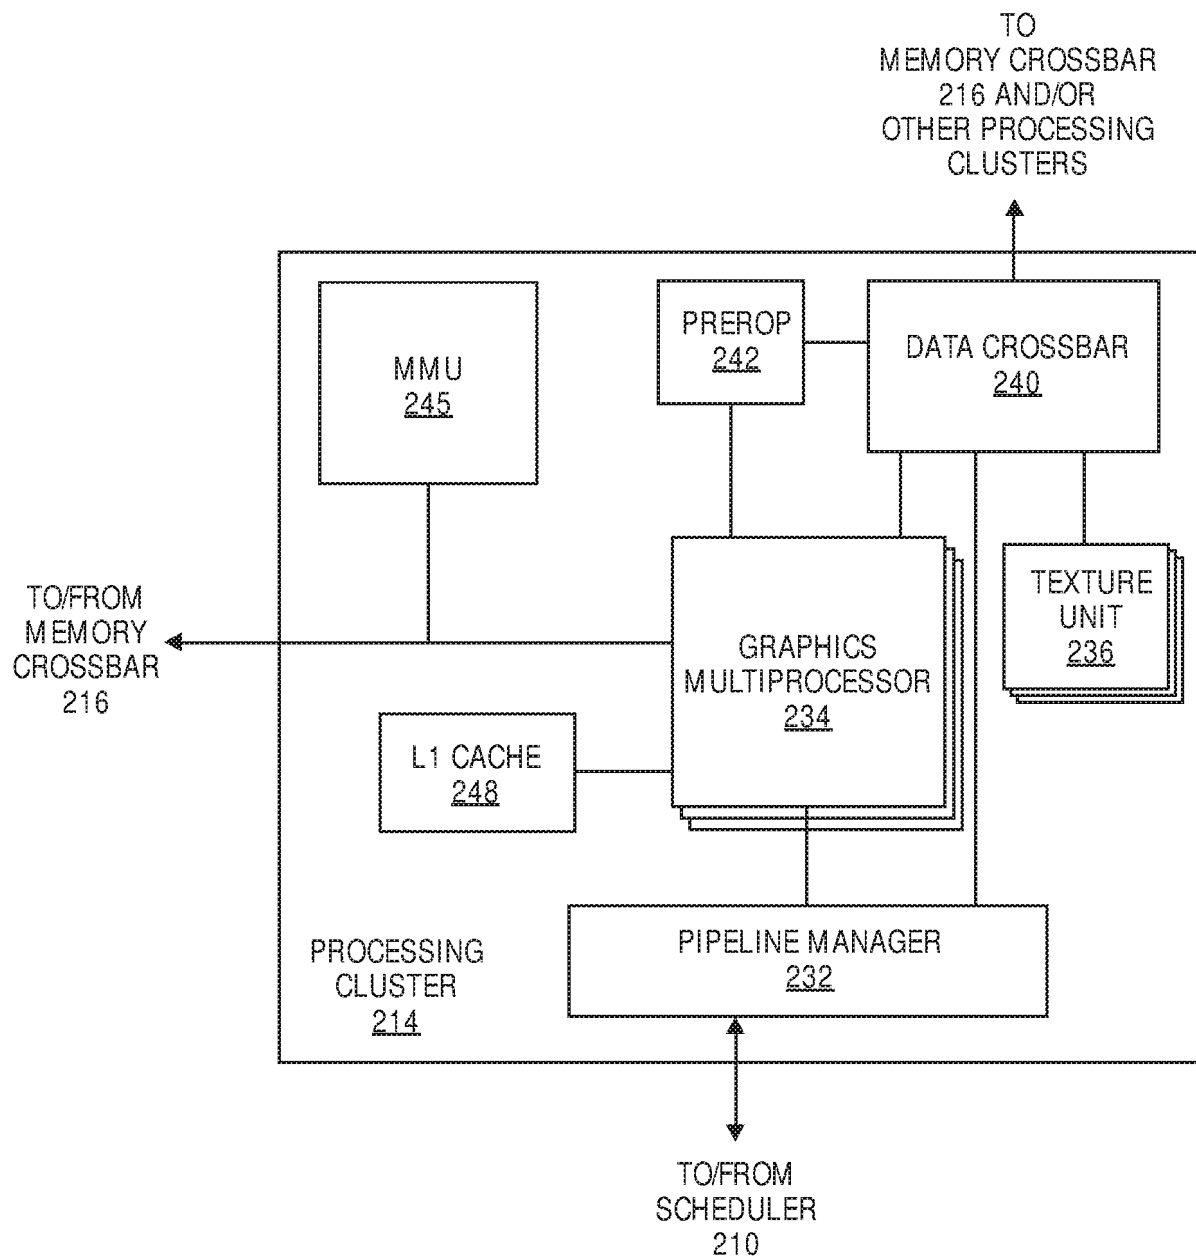 TO
MEMORY CROSSBAR
216 AND/OR
OTHER PROCESSING
CLUSTERS
MMU
245
PREROP
242
DATA CROSSBAR
240
TO/FROM
MEMORY
CROSSBAR
216
GRAPHICS
MULTIPROCESSOR
234
TEXTURE
UNIT
236
L1 CACHE
248
PROCESSING
CLUSTER
214
PIPELINE MANAGER
232
TO/FROM
SCHEDULER
210